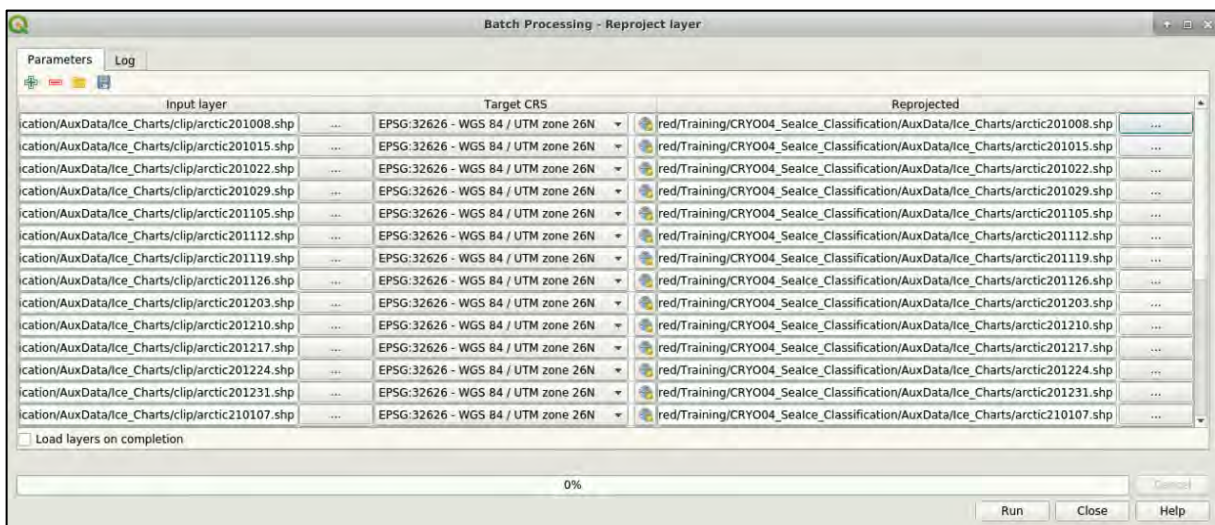 Batch Processing - Reproject layer
Parameters Log
Input layer Target CRS Reprojected
ication/AuxData/Ice_Charts/clip/arctic201008.shp ... EPSG:32626 - WGS 84 / UTM zone 26N red/Training/CRYO04_SeaIce_Classification/AuxData/Ice_Charts/arctic201008.shp ...
ication/AuxData/Ice_Charts/clip/arctic201015.shp ... EPSG:32626 - WGS 84 / UTM zone 26N red/Training/CRYO04_SeaIce_Classification/AuxData/Ice_Charts/arctic201015.shp ...
ication/AuxData/Ice_Charts/clip/arctic201022.shp ... EPSG:32626 - WGS 84 / UTM zone 26N red/Training/CRYO04_SeaIce_Classification/AuxData/Ice_Charts/arctic201022.shp ...
ication/AuxData/Ice_Charts/clip/arctic201029.shp ... EPSG:32626 - WGS 84 / UTM zone 26N red/Training/CRYO04_SeaIce_Classification/AuxData/Ice_Charts/arctic201029.shp ...
ication/AuxData/Ice_Charts/clip/arctic201105.shp ... EPSG:32626 - WGS 84 / UTM zone 26N red/Training/CRYO04_SeaIce_Classification/AuxData/Ice_Charts/arctic201105.shp ...
ication/AuxData/Ice_Charts/clip/arctic201112.shp ... EPSG:32626 - WGS 84 / UTM zone 26N red/Training/CRYO04_SeaIce_Classification/AuxData/Ice_Charts/arctic201112.shp ...
ication/AuxData/Ice_Charts/clip/arctic201119.shp ... EPSG:32626 - WGS 84 / UTM zone 26N red/Training/CRYO04_SeaIce_Classification/AuxData/Ice_Charts/arctic201119.shp ...
ication/AuxData/Ice_Charts/clip/arctic201126.shp ... EPSG:32626 - WGS 84 / UTM zone 26N red/Training/CRYO04_SeaIce_Classification/AuxData/Ice_Charts/arctic201126.shp ...
ication/AuxData/Ice_Charts/clip/arctic201203.shp ... EPSG:32626 - WGS 84 / UTM zone 26N red/Training/CRYO04_SeaIce_Classification/AuxData/Ice_Charts/arctic201203.shp ...
ication/AuxData/Ice_Charts/clip/arctic201210.shp ... EPSG:32626 - WGS 84 / UTM zone 26N red/Training/CRYO04_SeaIce_Classification/AuxData/Ice_Charts/arctic201210.shp ...
ication/AuxData/Ice_Charts/clip/arctic201217.shp ... EPSG:32626 - WGS 84 / UTM zone 26N red/Training/CRYO04_SeaIce_Classification/AuxData/Ice_Charts/arctic201217.shp ...
ication/AuxData/Ice_Charts/clip/arctic201224.shp ... EPSG:32626 - WGS 84 / UTM zone 26N red/Training/CRYO04_SeaIce_Classification/AuxData/Ice_Charts/arctic201224.shp ...
ication/AuxData/Ice_Charts/clip/arctic201231.shp ... EPSG:32626 - WGS 84 / UTM zone 26N red/Training/CRYO04_SeaIce_Classification/AuxData/Ice_Charts/arctic201231.shp ...
ication/AuxData/Ice_Charts/clip/arctic210107.shp ... EPSG:32626 - WGS 84 / UTM zone 26N red/Training/CRYO04_SeaIce_Classification/AuxData/Ice_Charts/arctic210107.shp ...
Load layers on completion
0% Cancel
Run Close Help